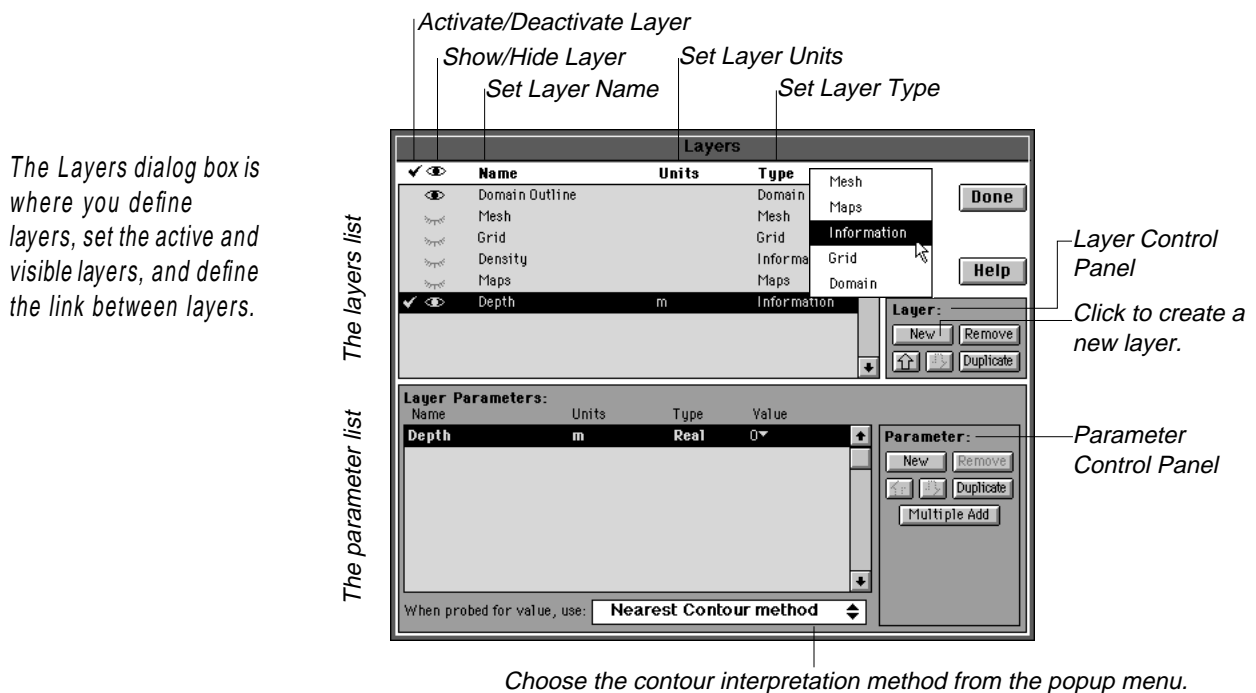 Activate/Deactivate Layer
Show/Hide Layer
Set Layer Units
Set Layer Name
Set Layer Type
The Layers dialog box is
where you define
layers, set the active and
visible layers, and define
the link between layers.
The layers list
The parameter list
Layers
Name Units Type
Domain Outline Domain
Mesh Mesh
Grid Grid
Density Informa
Maps Maps
Depth m Information
Mesh
Maps
Information
Grid
Domain
Done
Help
Layer:
New Remove
Duplicate
Layer Control
Panel
Click to create a
new layer.
Layer Parameters:
Name Units Type Value
Depth m Real 0
Parameter:
New Remove
Duplicate
Multiple Add
Parameter
Control Panel
When probed for value, use: Nearest Contour method
Choose the contour interpretation method from the popup menu.